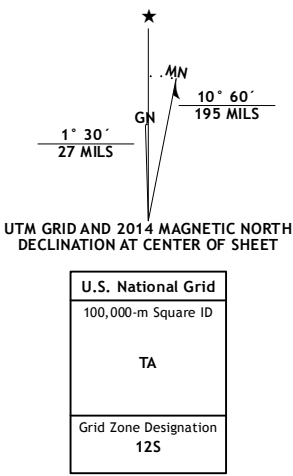 ★
MN
GN
10° 60´
195 MILS
1° 30´
27 MILS
UTM GRID AND 2014 MAGNETIC NORTH
DECLINATION AT CENTER OF SHEET
U.S. National Grid
100,000-m Square ID
TA
Grid Zone Designation
12S